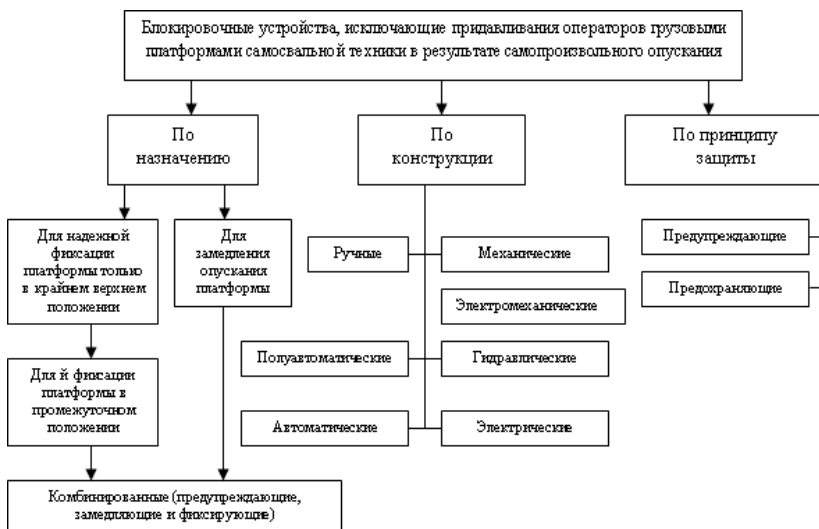 Блокировочные устройства, исключающие придавливания операторов грузовыми
платформами самосвальной техники в результате самопроизвольного опускания
По
назначению
По
конструкции
По принципу
защиты
Для надежной
фиксации
платформы только
в крайнем верхнем
положении
Для
замедления
опускания
платформы
Ручные
Механические
Предупреждающие
Электромеханические
Предохраняющие
Полуавтоматические
Гидравлические
Для й фиксации
платформы в
промежуточном
положении
Автоматические
Электрические
Комбинированные (предупреждающие,
замедляющие и фиксирующие)